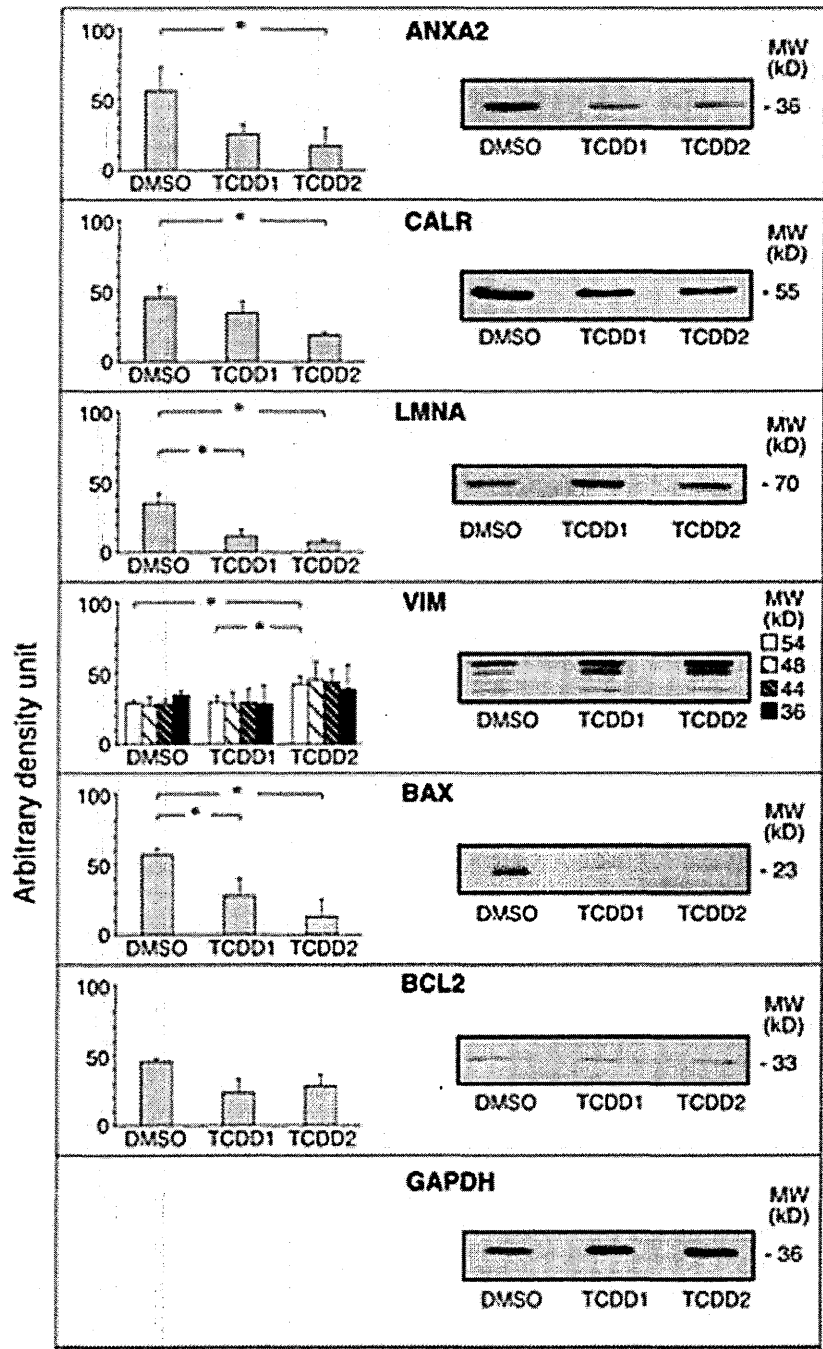 Arbitrary density unit
ANXA2
100
50
0
*
DMSO TCDD1 TCDD2
MW
(kD)
- 36
DMSO TCDD1 TCDD2
CALR
100
50
0
*
DMSO TCDD1 TCDD2
MW
(kD)
- 55
DMSO TCDD1 TCDD2
LMNA
100
50
0
*
*
DMSO TCDD1 TCDD2
MW
(kD)
- 70
DMSO TCDD1 TCDD2
VIM
100
50
0
*
*
DMSO TCDD1 TCDD2
MW
(kD)
54
48
44
36
DMSO TCDD1 TCDD2
BAX
100
50
0
*
*
DMSO TCDD1 TCDD2
MW
(kD)
- 23
DMSO TCDD1 TCDD2
BCL2
100
50
0
DMSO TCDD1 TCDD2
MW
(kD)
- 33
DMSO TCDD1 TCDD2
GAPDH
MW
(kD)
- 36
DMSO TCDD1 TCDD2